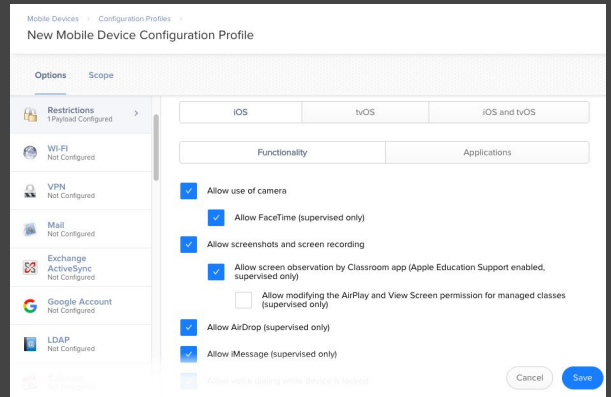 Mobile Devices > Configuration Profiles >
New Mobile Device Configuration Profile
Options Scope
Restrictions
1 Payload Configured
WI-FI
Not Configured
VPN
Not Configured
Mail
Not Configured
Exchange
ActiveSync
Not Configured
Google Account
Not Configured
LDAP
Not Configured
iOS tvOS iOS and tvOS
Functionality Applications
Allow use of camera
Allow FaceTime (supervised only)
Allow screenshots and screen recording
Allow screen observation by Classroom app (Apple Education Support enabled,
supervised only)
Allow modifying the AirPlay and View Screen permission for managed classes
(supervised only)
Allow AirDrop (supervised only)
Allow iMessage (supervised only)
Cancel Save